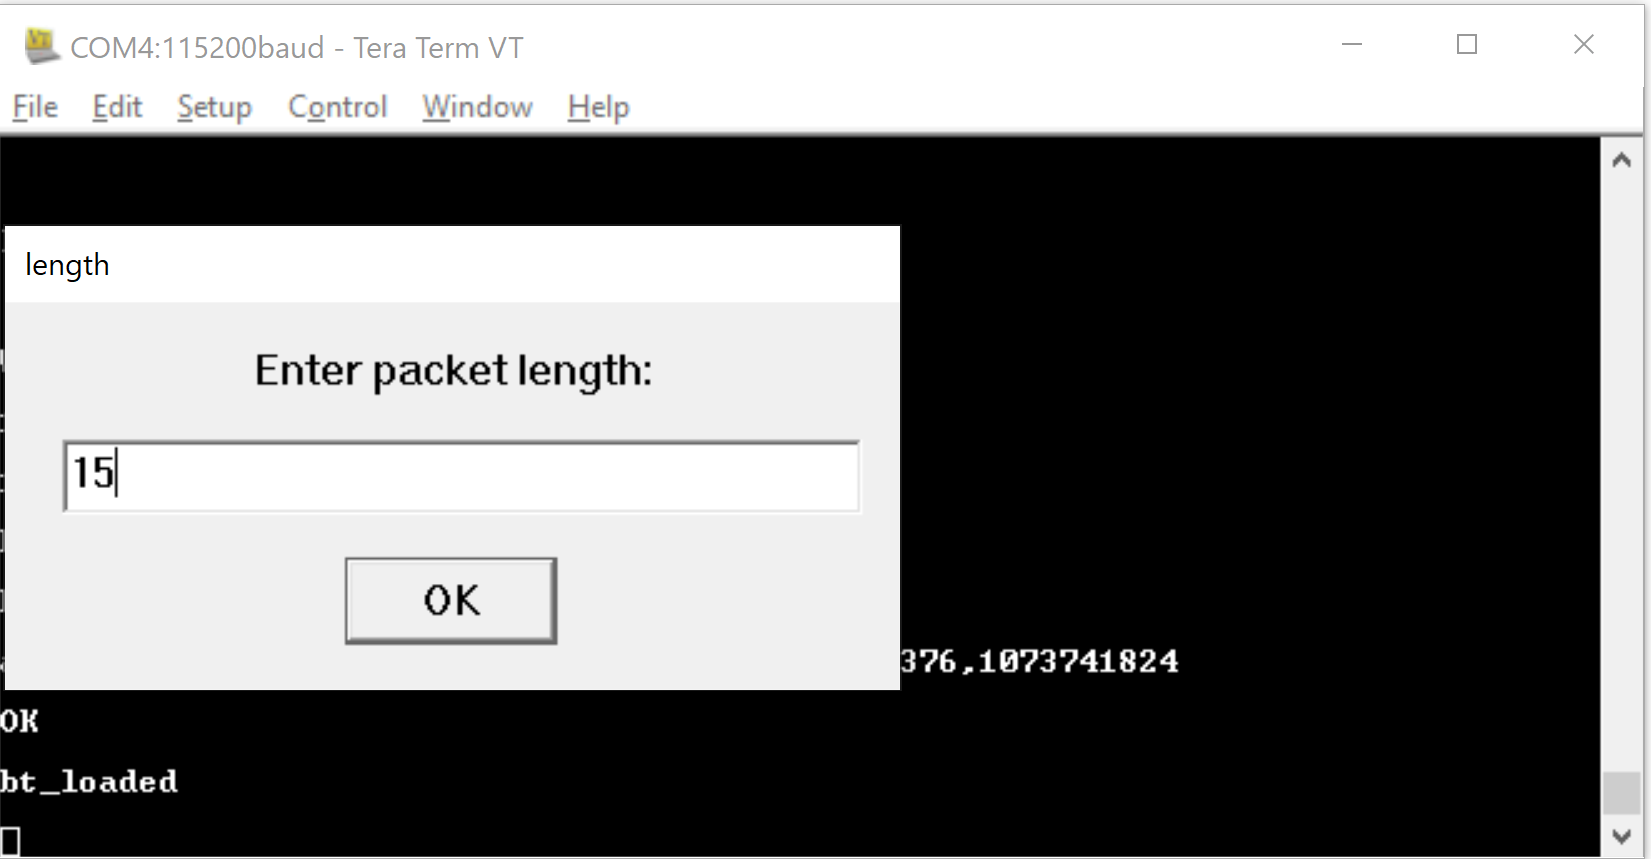 COM4:115200baud - Tera Term VT
File Edit Setup Control Window Help
length
Enter packet length:
15
OK
376,1073741824
OK
bt_loaded